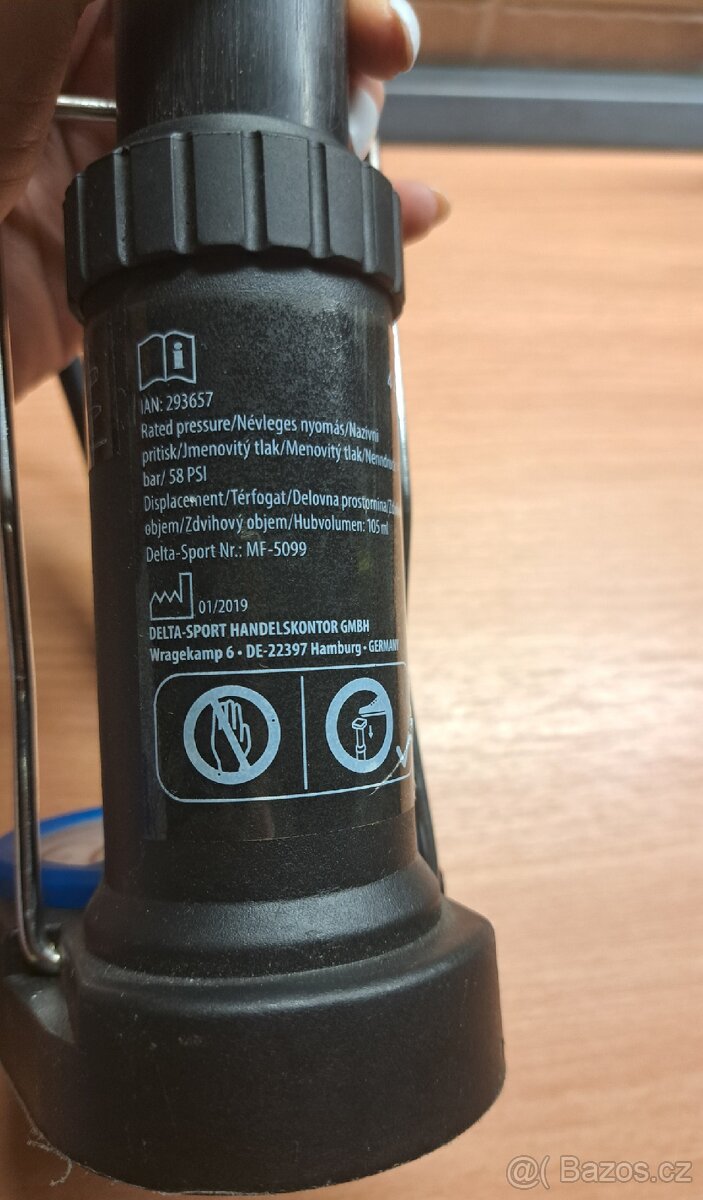 IAN: 293657
Rated pressure/Névleges nyomás/Nazivni
pritisk/Jmenovitý tlak/Menovitý tlak/
bar/ 58 PSI
Displacement/Térfogat/Delovna prostornina/
objem/Zdvihový objem/Hubvolumen: 105 ml
Delta-Sport Nr.: MF-5099
01/2019
DELTA-SPORT HANDELSKONTOR GMBH
Wragekamp 6 • DE-22397 Hamburg • GERMANY
@( Bazos.cz